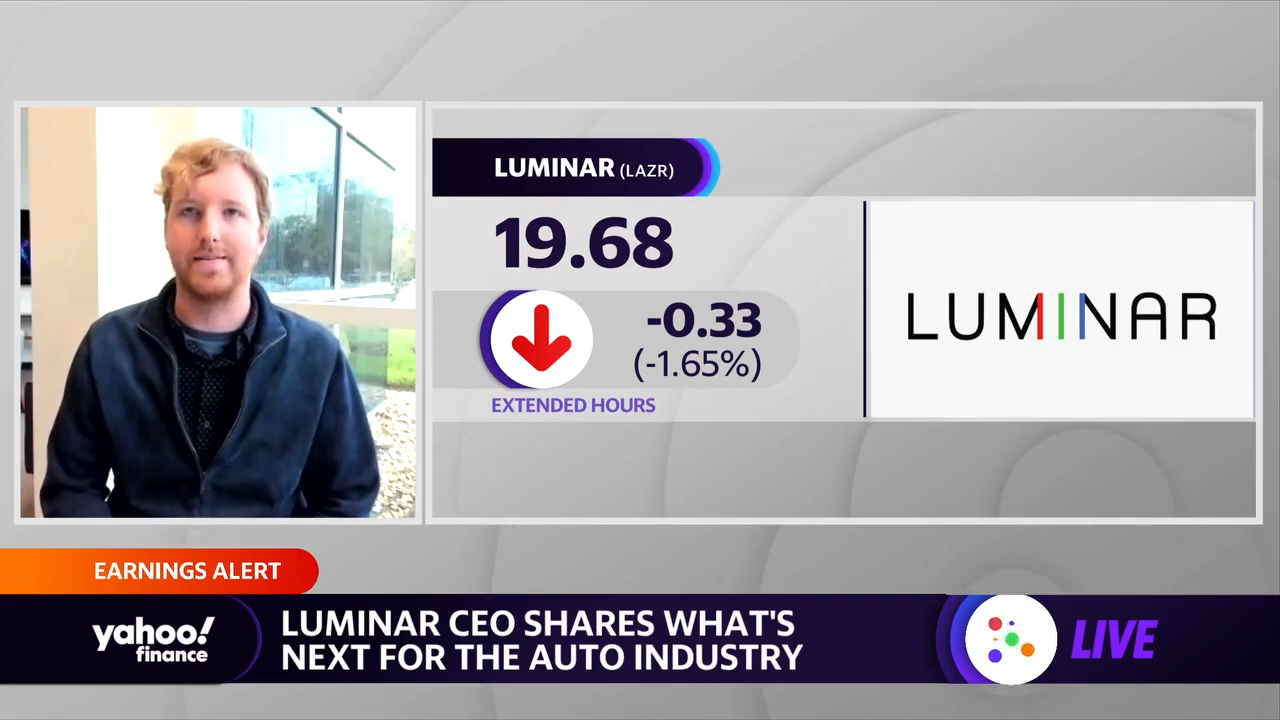 LUMINAR (LAZR)
19.68
-0.33
(-1.65%)
EXTENDED HOURS
LUMINAR
EARNINGS ALERT
yahoo!
finance
LUMINAR CEO SHARES WHAT'S
NEXT FOR THE AUTO INDUSTRY
LIVE